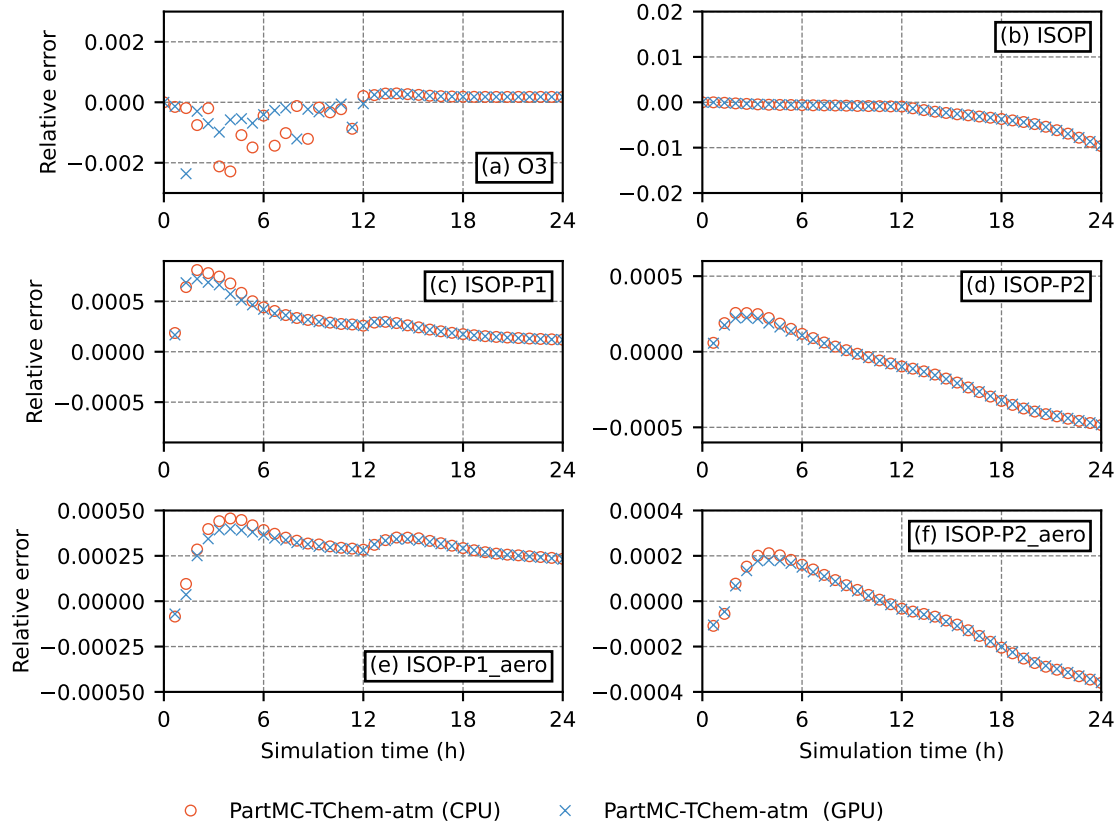 Relative error
0.002
0.000
−0.002
(a) O3
0 6 12 18 24
0.02
0.01
0.00
−0.01
−0.02
(b) ISOP
0 6 12 18 24
Relative error
0.0005
0.0000
−0.0005
(c) ISOP-P1
0 6 12 18 24
0.0005
0.0000
−0.0005
(d) ISOP-P2
0 6 12 18 24
Relative error
0.00050
0.00025
0.00000
−0.00025
−0.00050
(e) ISOP-P1_aero
0 6 12 18 24
Simulation time (h)
0.0004
0.0002
0.0000
−0.0002
−0.0004
(f) ISOP-P2_aero
0 6 12 18 24
Simulation time (h)
PartMC-TChem-atm (CPU)
PartMC-TChem-atm (GPU)